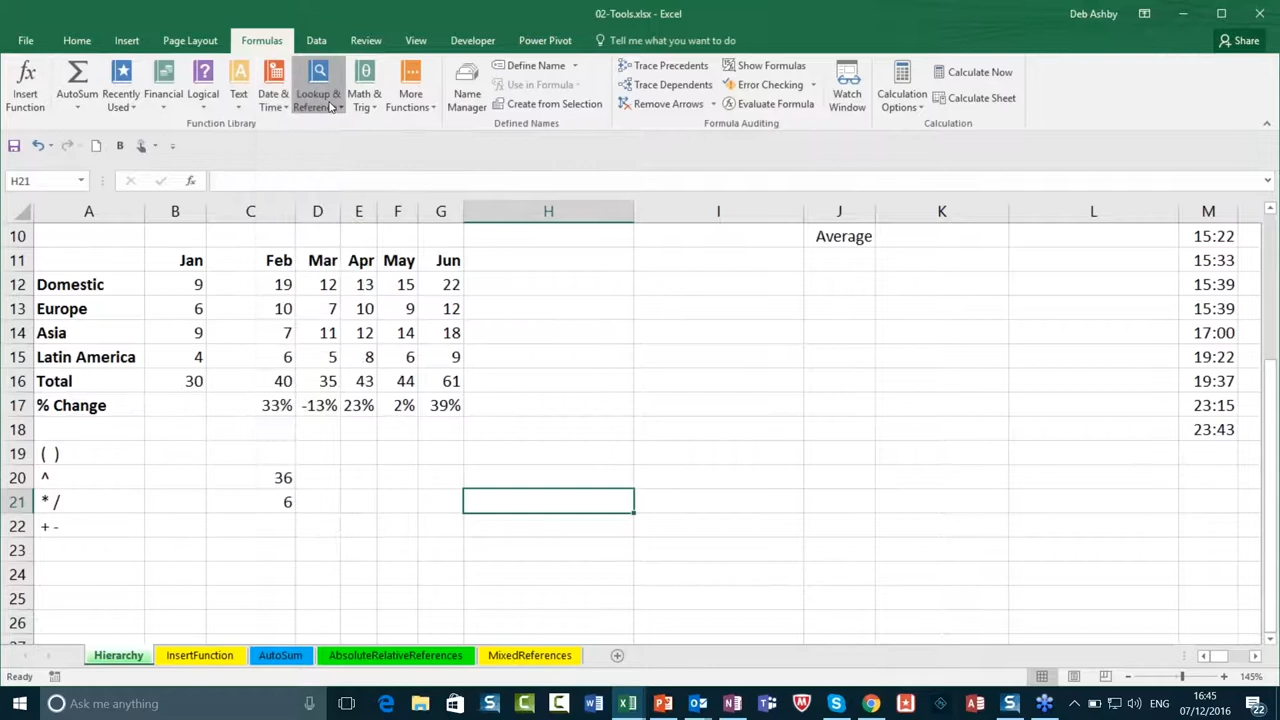 02-Tools.xlsx - Excel
Deb Ashby
File Home Insert Page Layout Formulas Data Review View Developer Power Pivot Tell me what you want to do Share
Insert Function
AutoSum
Recently Used
Financial
Logical
Text
Date & Time
Lookup & Reference
Math & Trig
More Functions
Function Library
Name Manager
Define Name
Use in Formula
Create from Selection
Defined Names
Trace Precedents
Trace Dependents
Remove Arrows
Show Formulas
Error Checking
Evaluate Formula
Formula Auditing
Watch Window
Calculation Options
Calculate Now
Calculate Sheet
Calculation
B
H21 fx
A B C D E F G H I J K L M
10 Average 15:22
11 Jan Feb Mar Apr May Jun 15:33
12 Domestic 9 19 12 13 15 22 15:39
13 Europe 6 10 7 10 9 12 15:39
14 Asia 9 7 11 12 14 18 17:00
15 Latin America 4 6 5 8 6 9 19:22
16 Total 30 40 35 43 44 61 19:37
17 % Change 33% -13% 23% 2% 39% 23:15
18 23:43
19 ( )
20 ^ 36
21 * / 6
22 + -
23
24
25
26
27
Hierarchy InsertFunction AutoSum AbsoluteRelativeReferences MixedReferences
Ready 145%
Ask me anything
ENG
16:45
07/12/2016
22